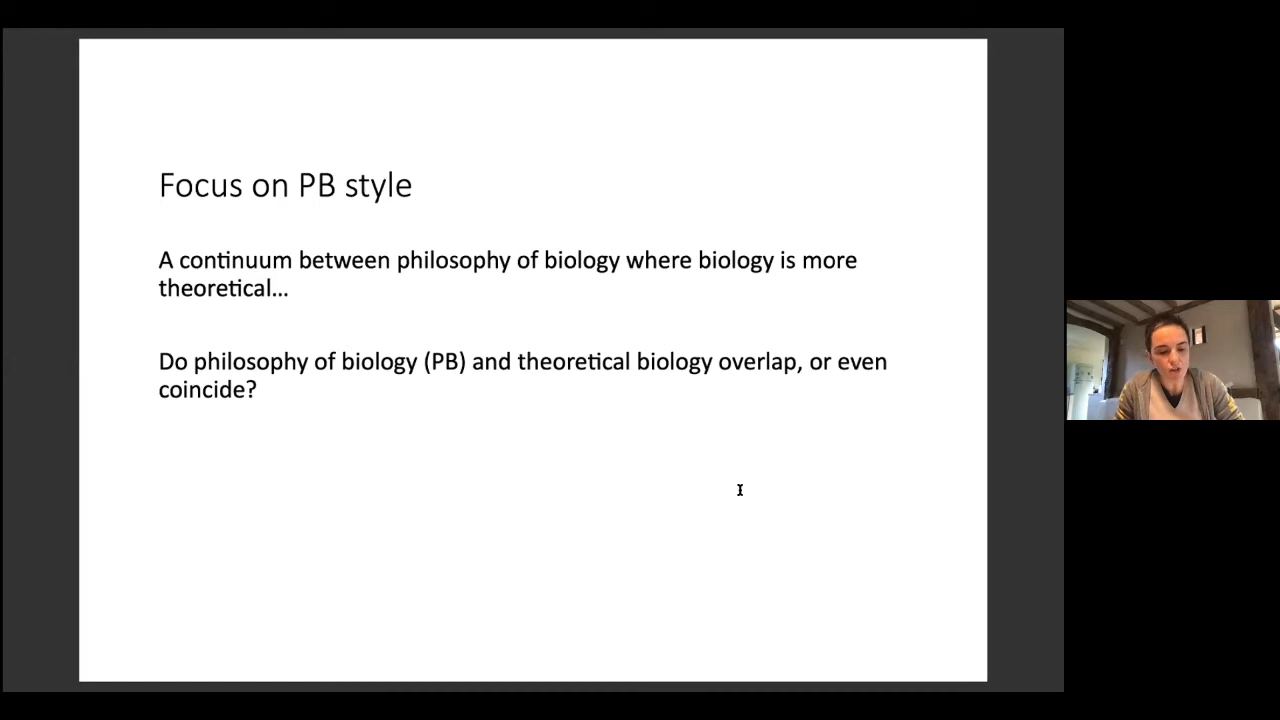 Focus on PB style
A continuum between philosophy of biology where biology is more
theoretical...
Do philosophy of biology (PB) and theoretical biology overlap, or even
coincide?